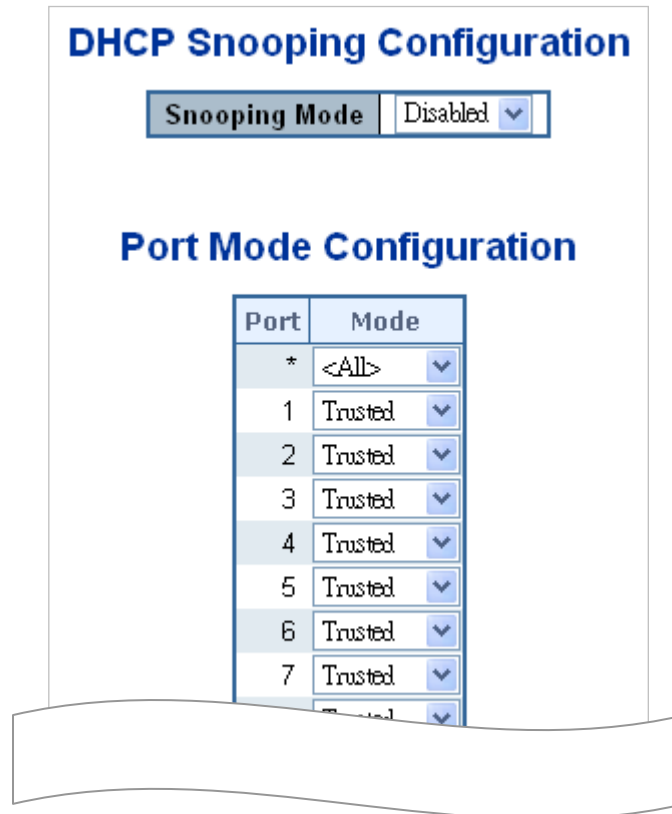 DHCP Snooping Configuration
Snooping Mode Disabled
Port Mode Configuration
Port Mode
* <All>
1 Trusted
2 Trusted
3 Trusted
4 Trusted
5 Trusted
6 Trusted
7 Trusted